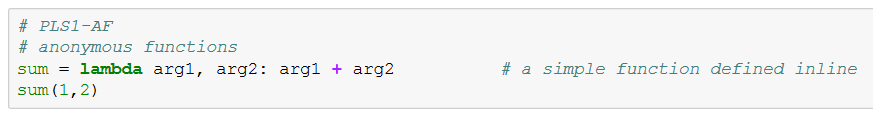 # PLS1-AF
# anonymous functions
sum = lambda arg1, arg2: arg1 + arg2          # a simple function defined inline
sum(1,2)